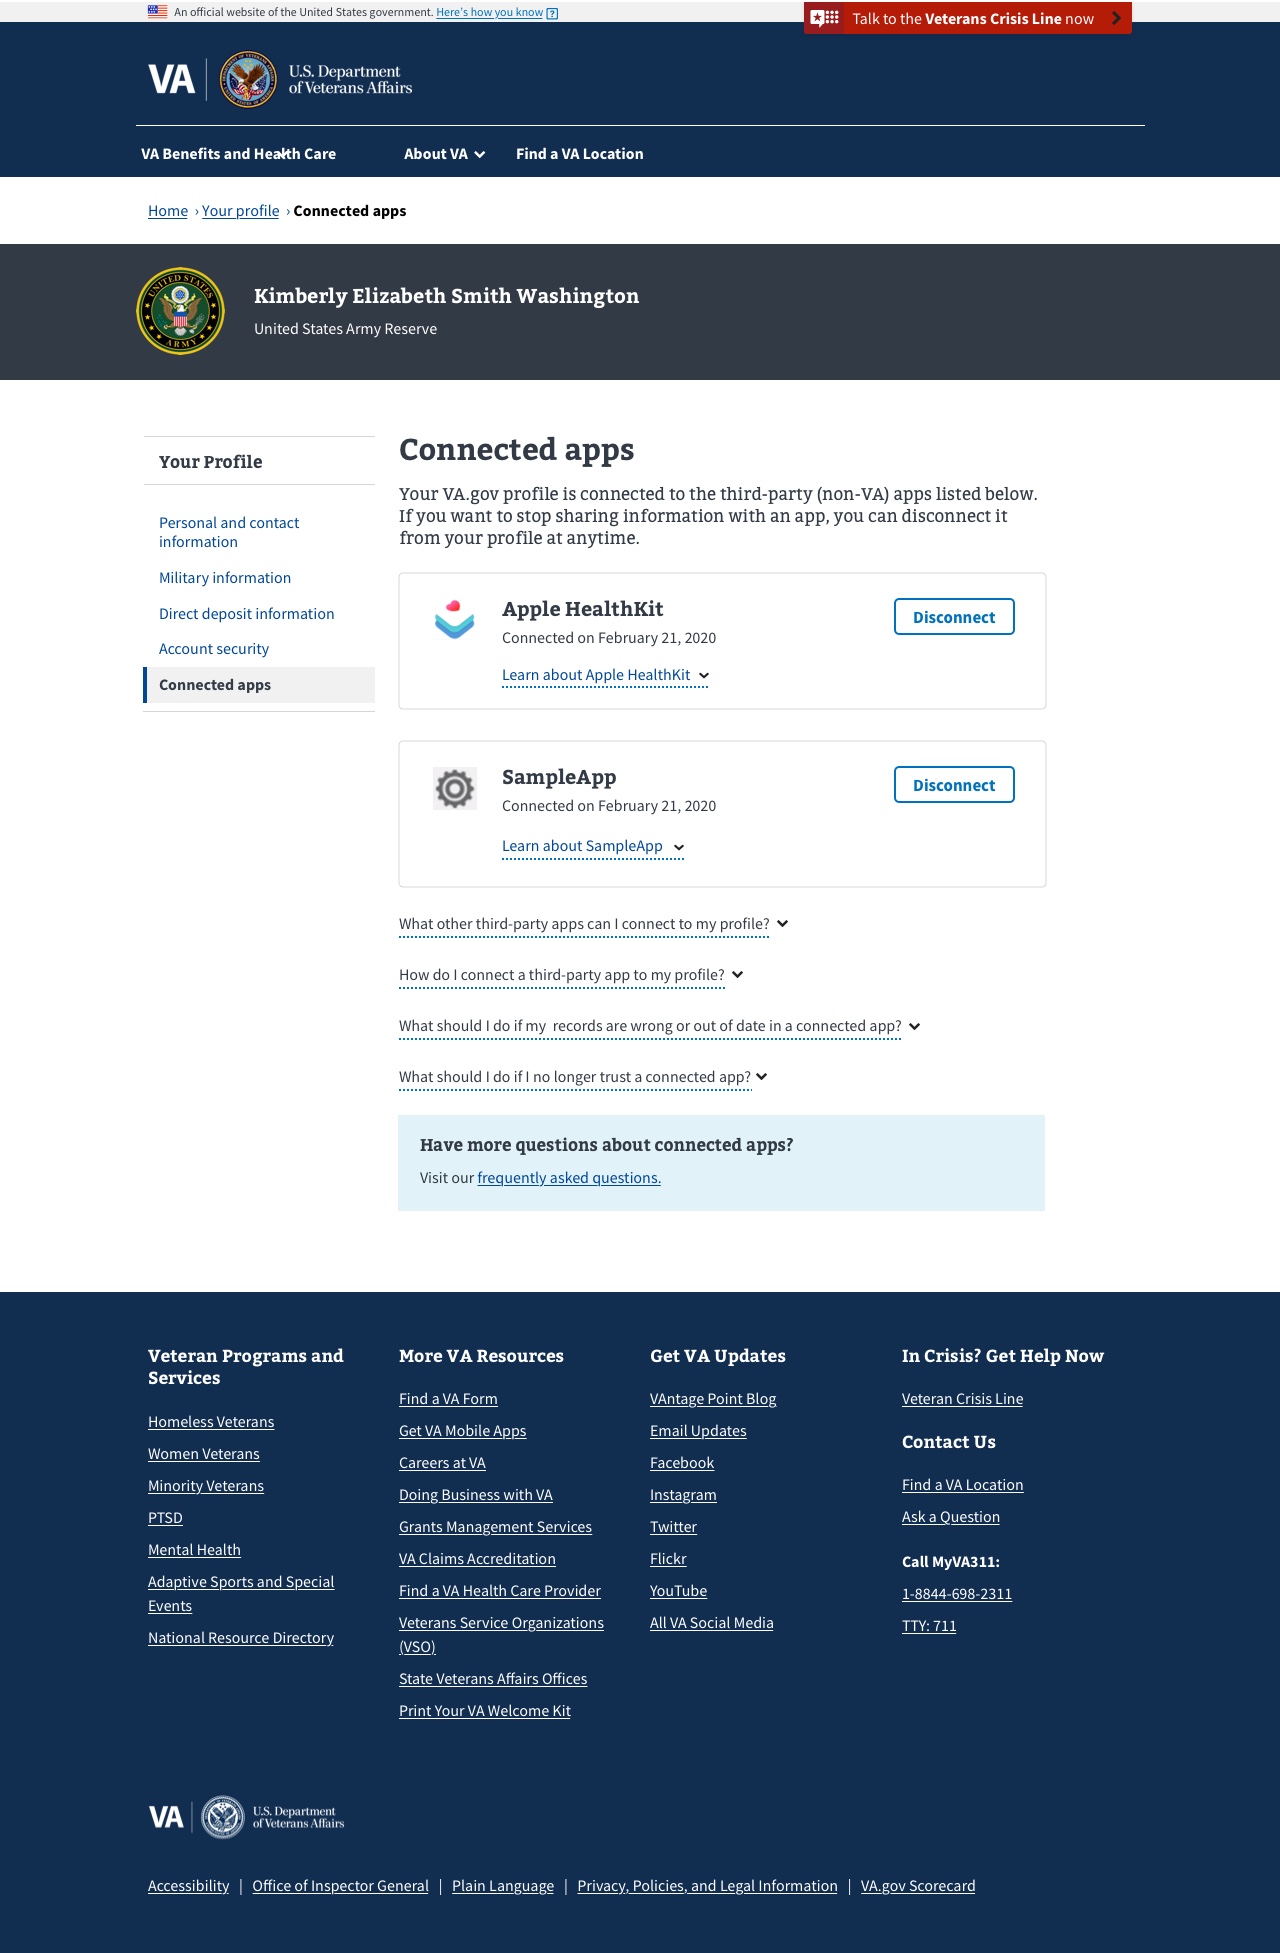 An official website of the United States government. Here's how you know
Talk to the Veterans Crisis Line now
VA
U.S. Department
of Veterans Affairs
VA Benefits and Health Care
About VA
Find a VA Location
Home › Your profile › Connected apps
UNITED STATES
ARMY
Kimberly Elizabeth Smith Washington
United States Army Reserve
Your Profile
Personal and contact
information
Military information
Direct deposit information
Account security
Connected apps
Connected apps
Your VA.gov profile is connected to the third-party (non-VA) apps listed below.
If you want to stop sharing information with an app, you can disconnect it
from your profile at anytime.
Apple HealthKit
Connected on February 21, 2020
Learn about Apple HealthKit
Disconnect
SampleApp
Connected on February 21, 2020
Learn about SampleApp
Disconnect
What other third-party apps can I connect to my profile?
How do I connect a third-party app to my profile?
What should I do if my  records are wrong or out of date in a connected app?
What should I do if I no longer trust a connected app?
Have more questions about connected apps?
Visit our frequently asked questions.
Veteran Programs and
Services
Homeless Veterans
Women Veterans
Minority Veterans
PTSD
Mental Health
Adaptive Sports and Special
Events
National Resource Directory
More VA Resources
Find a VA Form
Get VA Mobile Apps
Careers at VA
Doing Business with VA
Grants Management Services
VA Claims Accreditation
Find a VA Health Care Provider
Veterans Service Organizations
(VSO)
State Veterans Affairs Offices
Print Your VA Welcome Kit
Get VA Updates
VAntage Point Blog
Email Updates
Facebook
Instagram
Twitter
Flickr
YouTube
All VA Social Media
In Crisis? Get Help Now
Veteran Crisis Line
Contact Us
Find a VA Location
Ask a Question
Call MyVA311:
1-8844-698-2311
TTY: 711
VA
U.S. Department
of Veterans Affairs
Accessibility | Office of Inspector General | Plain Language | Privacy, Policies, and Legal Information | VA.gov Scorecard